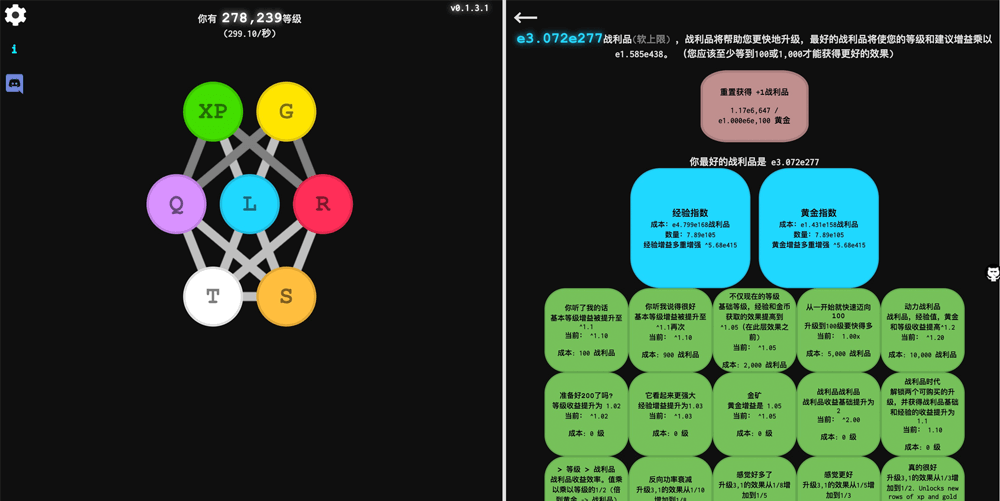 v0.1.3.1
你有 278,239等级
(299.10/秒)
i
XP
G
Q
L
R
T
S
e3.072e277战利品(软上限), 战利品将帮助您更快地升级, 最好的战利品将使您的等级和建议增益乘以
e1.585e438。 (您应该至少等到100或1,000才能获得更好的效果)
重置获得 +1战利品
1.17e6,647 /
e1.000e6e,100 黄金
你最好的战利品是 e3.072e277
经验指数
成本: e4.799e168战利品
数量: 7.89e105
经验增益多重增强 ^5.68e415
黄金指数
成本: e1.431e158战利品
数量: 7.89e105
黄金增益多重增强 ^5.68e415
你听了我的话
基本等级增益被提升至
^1.1
当前: ^1.10
成本: 100 战利品
你听我说得很好
基本等级增益被提升至
^1.1再次
当前: ^1.10
成本: 900 战利品
不仅现在的等级
基础等级, 经验和金币
获取的效果提高到
^1.05 (在此层效果之
前)
当前: ^1.05
成本: 2,000 战利品
从一开始就快速迈向
100
升级到100级要快得多
当前: 1.00x
成本: 5,000 战利品
动力战利品
战利品, 经验值, 黄金
和等级收益提高^1.2
当前: ^1.20
成本: 10,000 战利品
准备好200了吗?
等级收益提升为 1.02
当前: ^1.02
成本: 0 级
它看起来更强大
经验增益提升为1.03
当前: ^1.03
成本: 0 级
金矿
黄金增益是 1.05
当前: ^1.05
成本: 0 级
战利品战利品
战利品收益基础提升为
2
当前: ^2.00
成本: 0 级
战利品时代
解锁两个可购买的升
级, 并获得战利品基础
和经验的收益提升为
1.1
当前: 1.10
成本: 0 级
> 等级 > 战利品
战利品收益效率。值乘
以乘以等级的1/2 (倍
到黄金 -> 战利品)
反向功率衰减
升级3,1的效果从1/10
增加到1/8
感觉好多了
升级3,1的效果从1/8增
加到1/5
感觉更好
升级3,1的效果从1/5增
加到1/3
真的很好
升级3,1的效果从1/3增
加到1/2. Unlocks new
rows of xp and gold